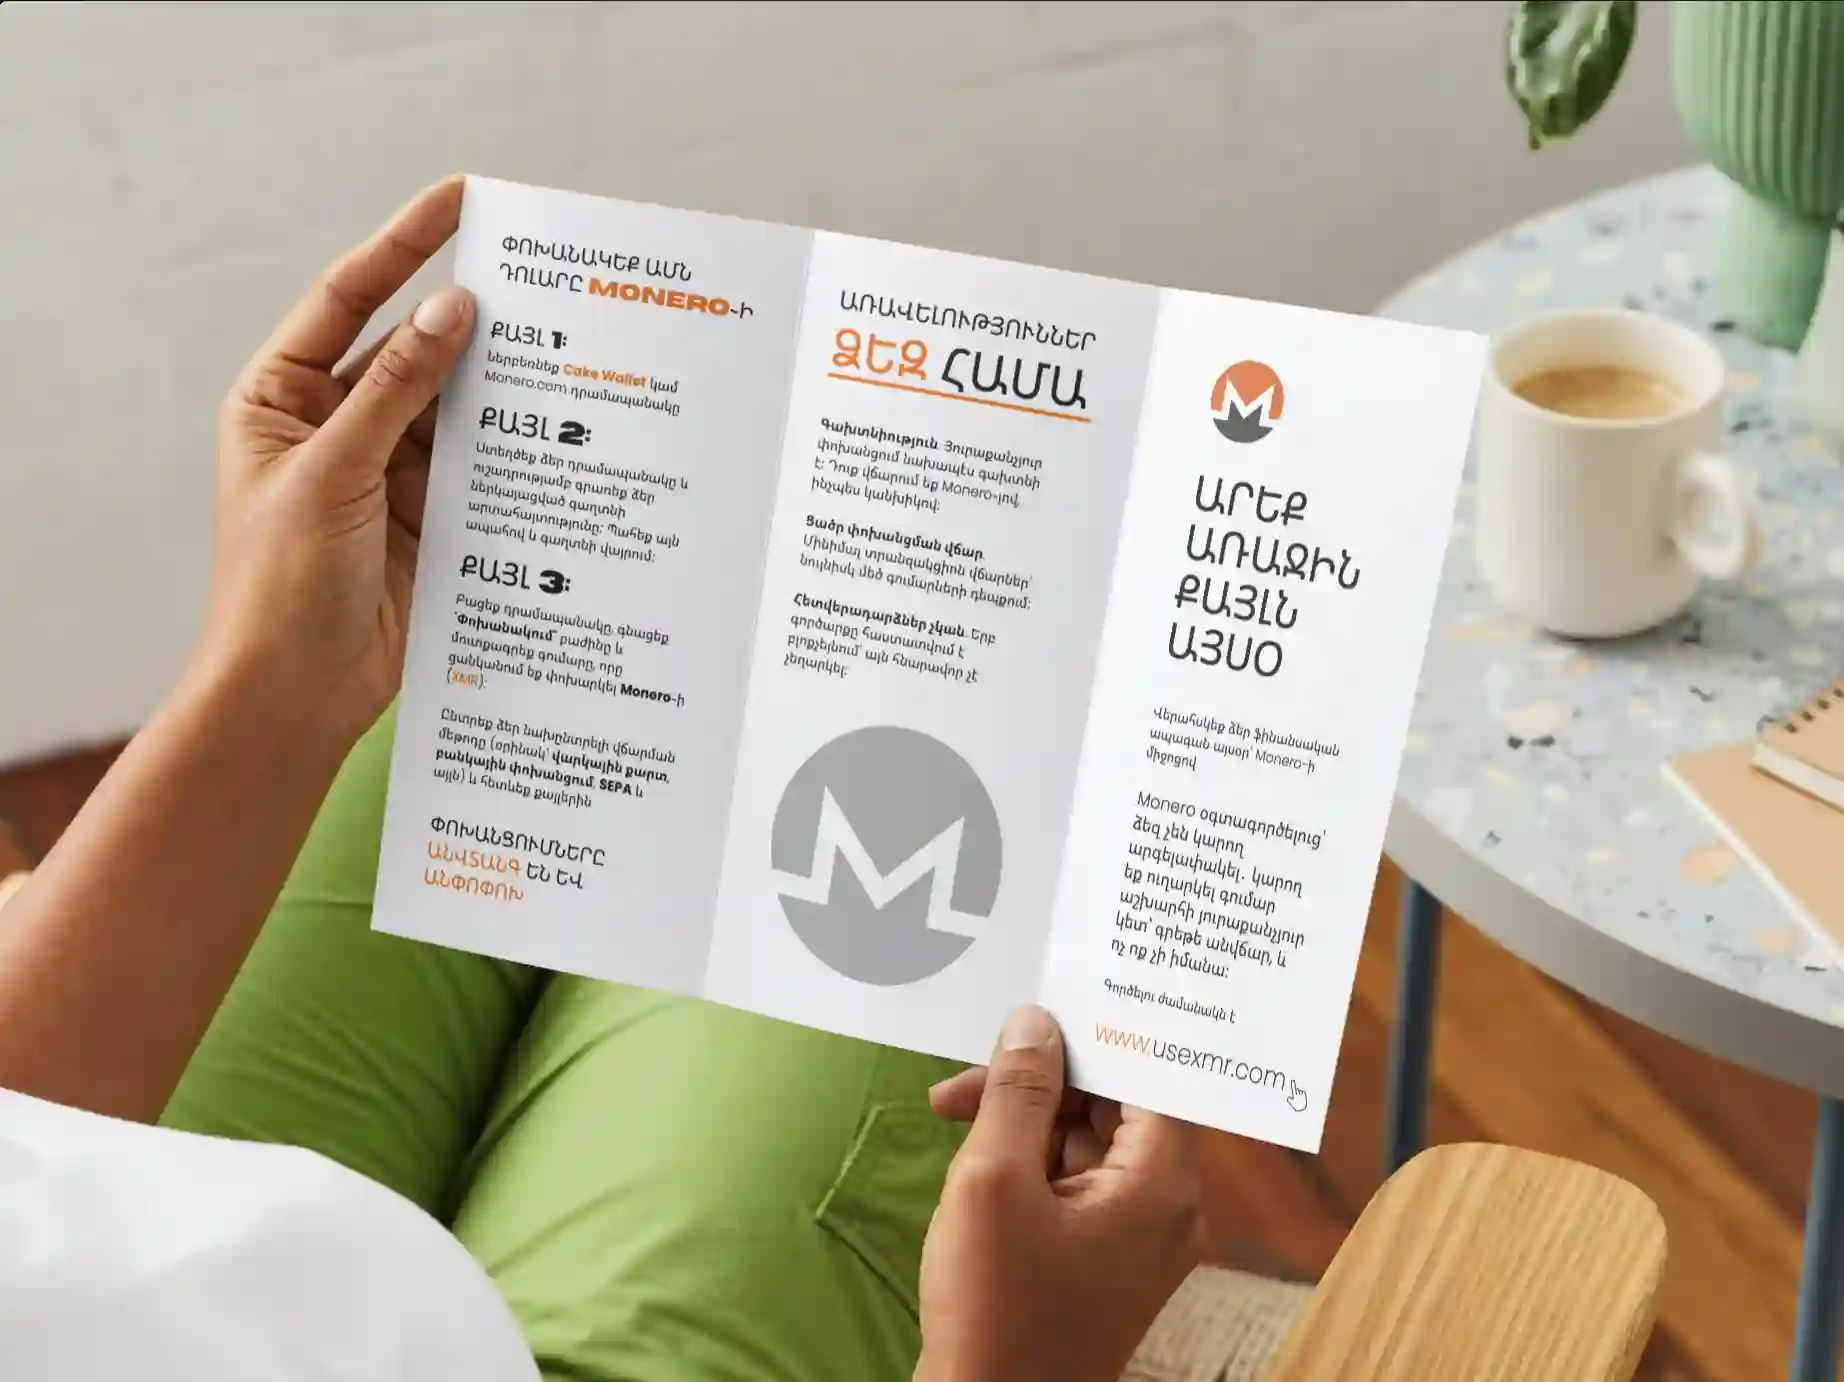 ՓՈԽԱՆԱԿԵՔ ԱՄՆ
ԴՈԼԱՐԸ MONERO-Ի
ՔԱՅԼ 1:
Ներբեռնեք Cake Wallet կամ
Monero.com դրամապանակը
ՔԱՅԼ 2:
Ստեղծեք ձեր դրամապանակը և
ուշադրությամբ գրառեք ձեր
ներկայացված գաղտնի
արտահայտությունը: Պահեք այն
ապահով և գաղտնի վայրում:
ՔԱՅԼ 3:
Բացեք դրամապանակը, գնացեք
"Փոխանակում" բաժինը և
մուտքագրեք գումարը, որը
ցանկանում եք փոխարկել Monero-ի
(XMR):
Ընտրեք ձեր նախընտրելի վճարման
մեթոդը (օրինակ՝ վարկային քարտ,
բանկային փոխանցում, SEPA և
այլն) և հետևեք քայլերին
ՓՈԽԱՆՑՈՒՄՆԵՐԸ
ԱՆՎՏԱՆԳ ԵՆ ԵՎ
ԱՆՓՈՓՈԽ
ԱՌԱՎԵԼՈՒԹՅՈՒՆՆԵՐ
ՁԵԶ ՀԱՄԱ
Գախտնիություն. Յուրաքանչյուր
փոխանցում նախապես գախտնի
է: Դուք վճարում եք Monero-յով,
ինչպես կանխիկով:
Ցածր փոխանցման վճար.
Մինիմալ տրանզակցիոն վճարներ՝
նույնիսկ մեծ գումարների դեպքում:
Հետվերադարձներ չկան. Երբ
գործարքը հաստատվում է
բլոքչեյնում՝ այն հնարավոր չէ
չեղարկել:
ԱՐԵՔ
ԱՌԱՋԻՆ
ՔԱՅԼՆ
ԱՅՍՕ
Վերահսկեք ձեր ֆինանսական
ապագան այսօր՝ Monero-ի
միջոցով
Monero օգտագործելուց՝
ձեզ չեն կարող
արգելափակել. կարող
եք ուղարկել գումար
աշխարհի յուրաքանչյուր
կետ՝ գրեթե անվճար, և
ոչ ոք չի իմանա:
Գործելու ժամանակն է
www.usexmr.com